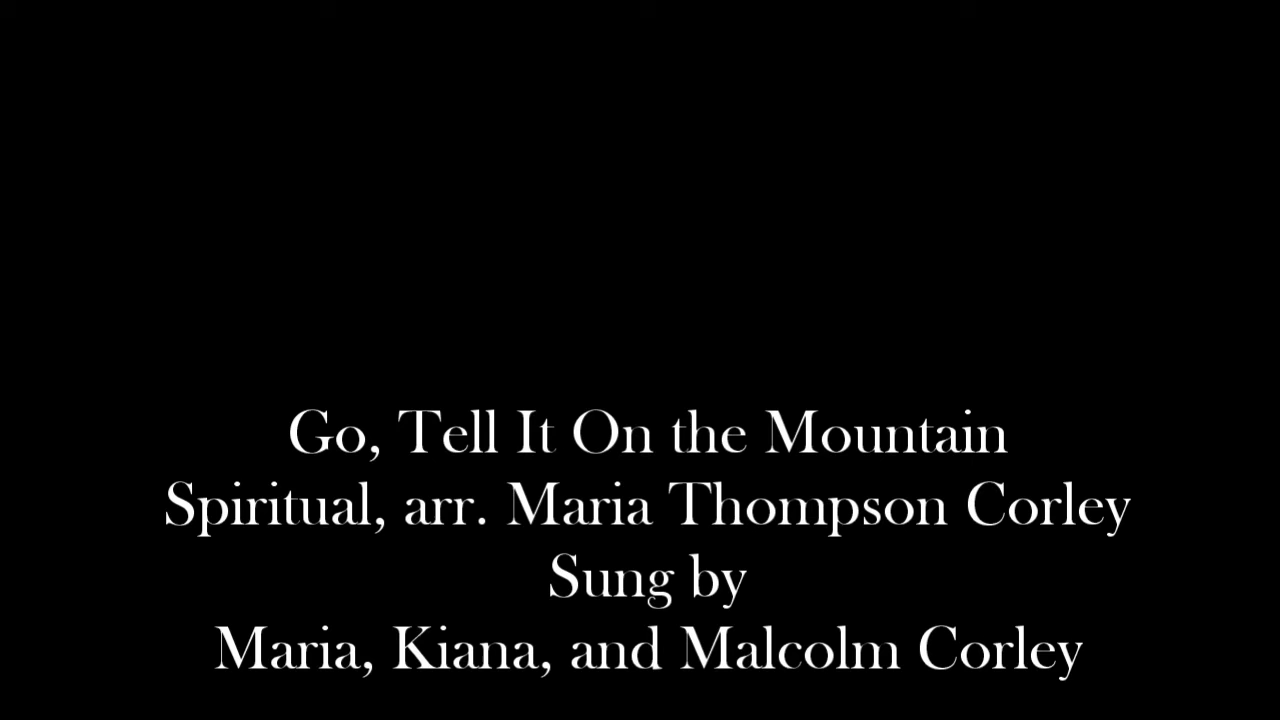 Go, Tell It On the Mountain
Spiritual, arr. Maria Thompson Corley
Sung by
Maria, Kiana, and Malcolm Corley